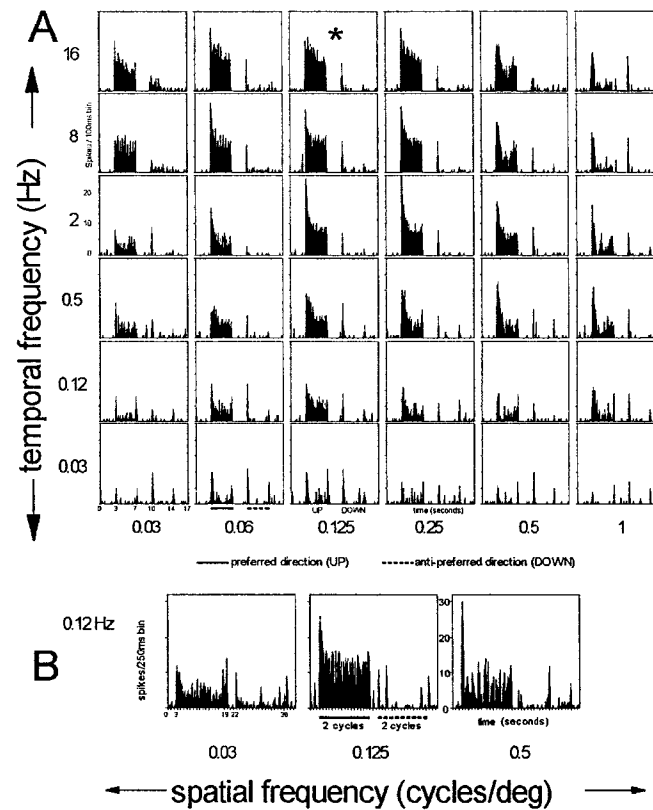 A
*
16
8
2
0.5
0.12
0.03
temporal frequency (Hz)
Spikes/ 100ms bin
20
10
0
0 3 7 10 14 17
UP DOWN
time (seconds)
0.03 0.06 0.125 0.25 0.5 1
preferred direction (UP) anti-preferred direction (DOWN)
B
0.12 Hz
spikes/250ms bin
30
20
10
0
0 3 19 22 38
2 cycles 2 cycles
time (seconds)
0.03 0.125 0.5
spatial frequency (cycles/deg)